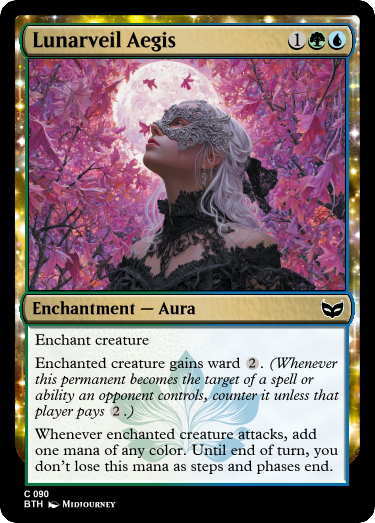 Lunarveil Aegis 1
Enchantment — Aura
Enchant creature
Enchanted creature gains ward 2. (Whenever
this permanent becomes the target of a spell or
ability an opponent controls, counter it unless that
player pays 2.)
Whenever enchanted creature attacks, add
one mana of any color. Until end of turn, you
don't lose this mana as steps and phases end.
C 090
BTH Midjourney